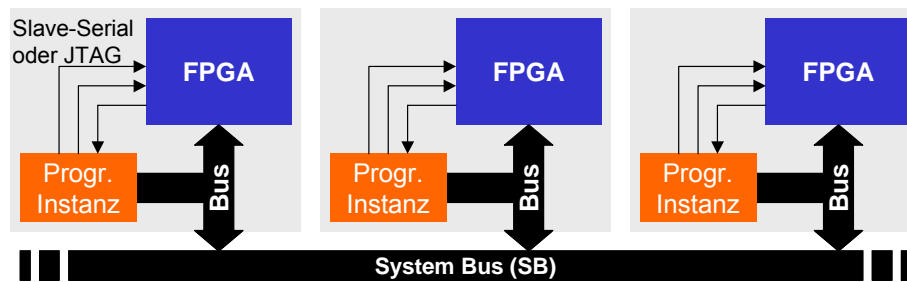 Slave-Serial
oder JTAG
FPGA
FPGA
FPGA
Progr.
Instanz
Bus
Progr.
Instanz
Bus
Progr.
Instanz
Bus
System Bus (SB)